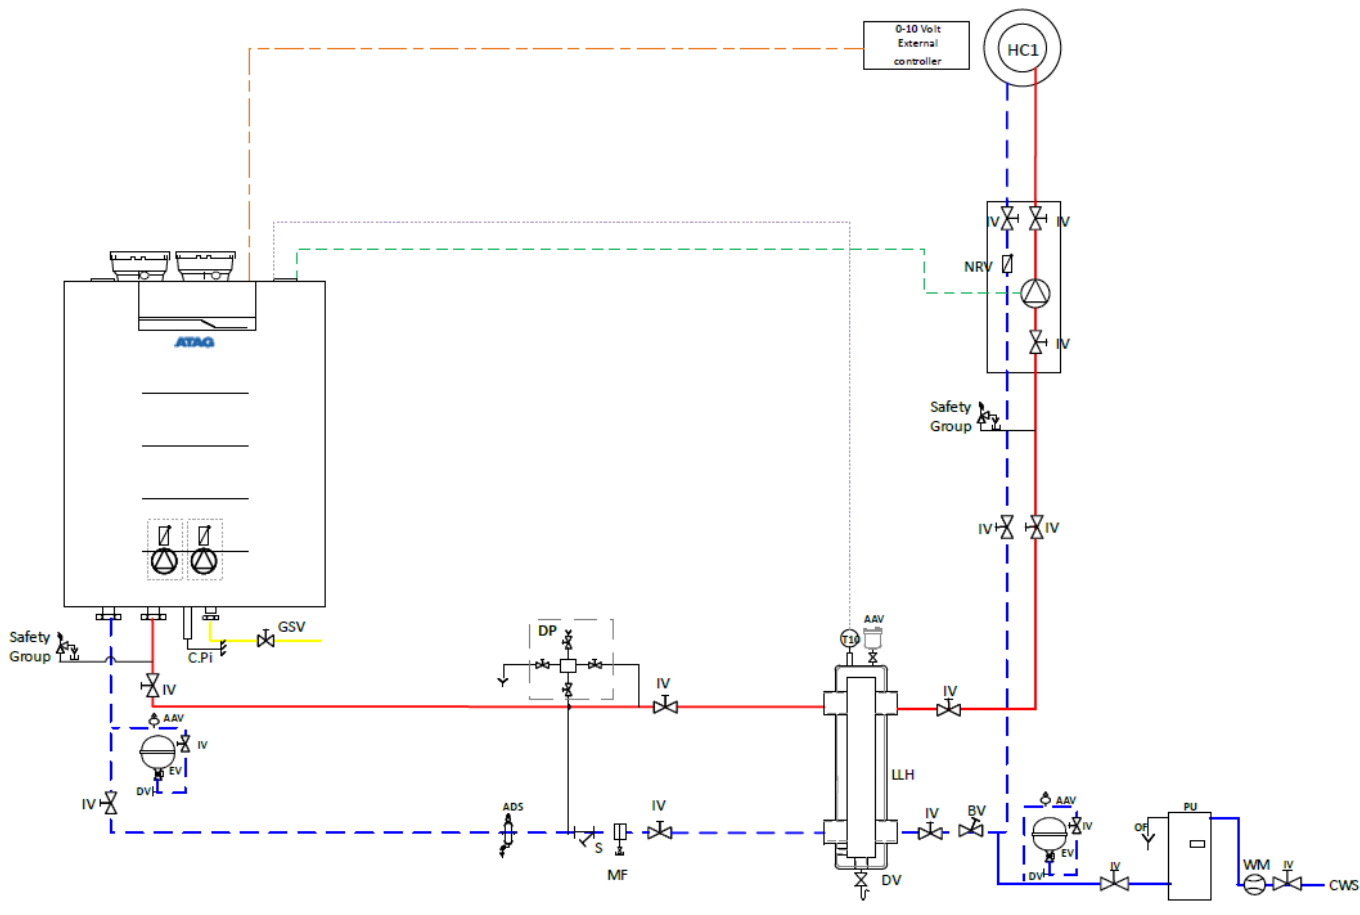 0-10 Volt
External
controller
HC1
IV
IV
NRV
IV
ATAG
Safety
Group
IV
IV
GSV
Safety
Group
C.Pi
DP
T10
AAV
IV
IV
IV
AAV
IV
EV
DV
LLH
IV
ADS
IV
IV
BV
AAV
PU
S
OF
IV
MF
EV
WM
IV
DV
IV
DV
CWS